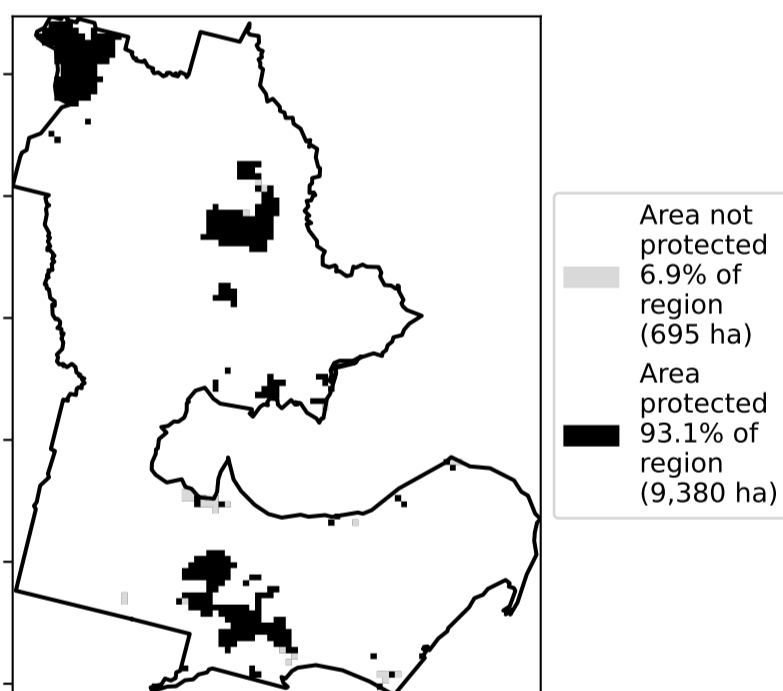 Area not
protected
6.9% of
region
(695 ha)
Area
protected
93.1% of
region
(9,380 ha)